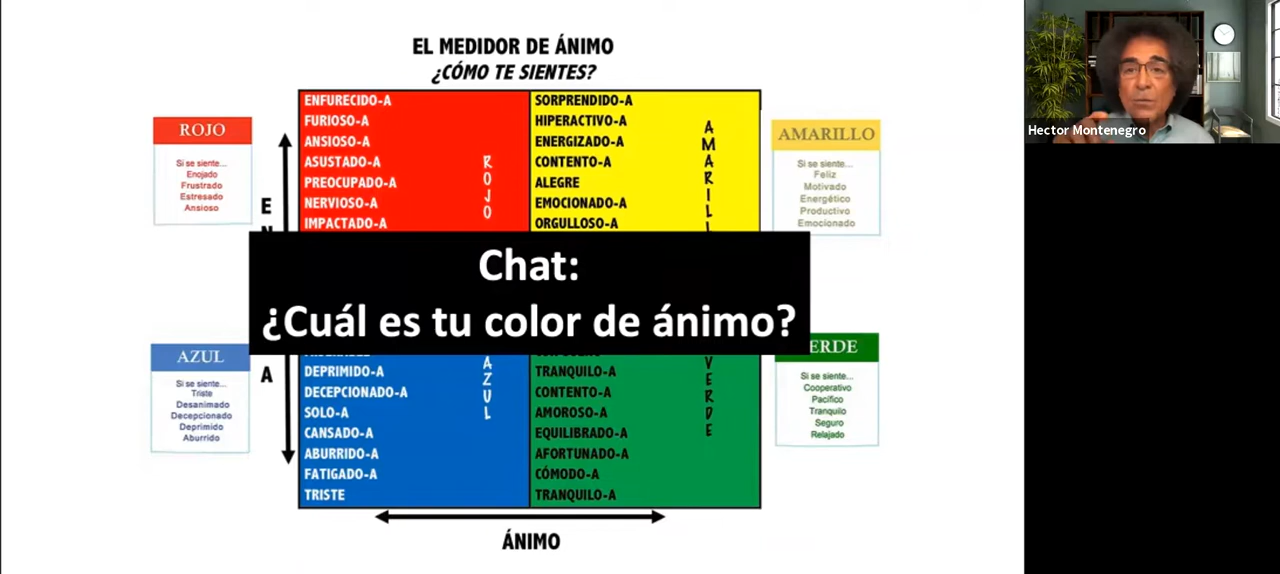 EL MEDIDOR DE ÁNIMO
¿CÓMO TE SIENTES?
ROJO
Si se siente...
Enojado
Frustrado
Estresado
Ansioso
ENFURECIDO-A
FURIOSO-A
ANSIOSO-A
ASUSTADO-A
PREOCUPADO-A
NERVIOSO-A
IMPACTADO-A
ROJO
SORPRENDIDO-A
HIPERACTIVO-A
ENERGIZADO-A
CONTENTO-A
ALEGRE
EMOCIONADO-A
ORGULLOSO-A
AMARILL
AMARILLO
Si se siente...
Feliz
Motivado
Energético
Productivo
Emocionado
Hector Montenegro
E
Chat:
¿Cuál es tu color de ánimo?
A
AZUL
Si se siente...
Triste
Desanimado
Decepcionado
Deprimido
Aburrido
DEPRIMIDO-A
DECEPCIONADO-A
SOLO-A
CANSADO-A
ABURRIDO-A
FATIGADO-A
TRISTE
AZUL
TRANQUILO-A
CONTENTO-A
AMOROSO-A
EQUILIBRADO-A
AFORTUNADO-A
CÓMODO-A
TRANQUILO-A
VERDE
ERDE
Si se siente...
Cooperativo
Pacífico
Tranquilo
Seguro
Relajado
ÁNIMO